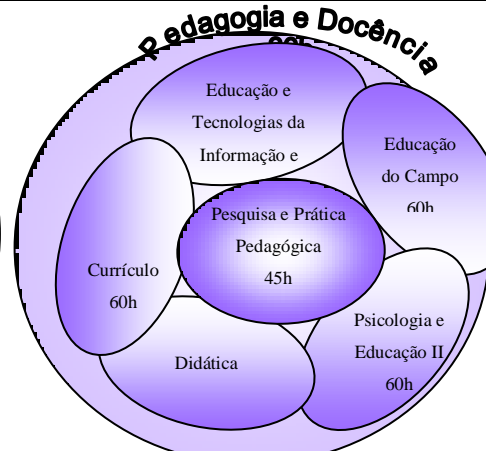 Pedagogia e Docência
Educação e
Tecnologias da
Informação e
Educação
do Campo
60h
Pesquisa e Prática
Pedagógica
45h
Currículo
60h
Psicologia e
Educação II
60h
Didática